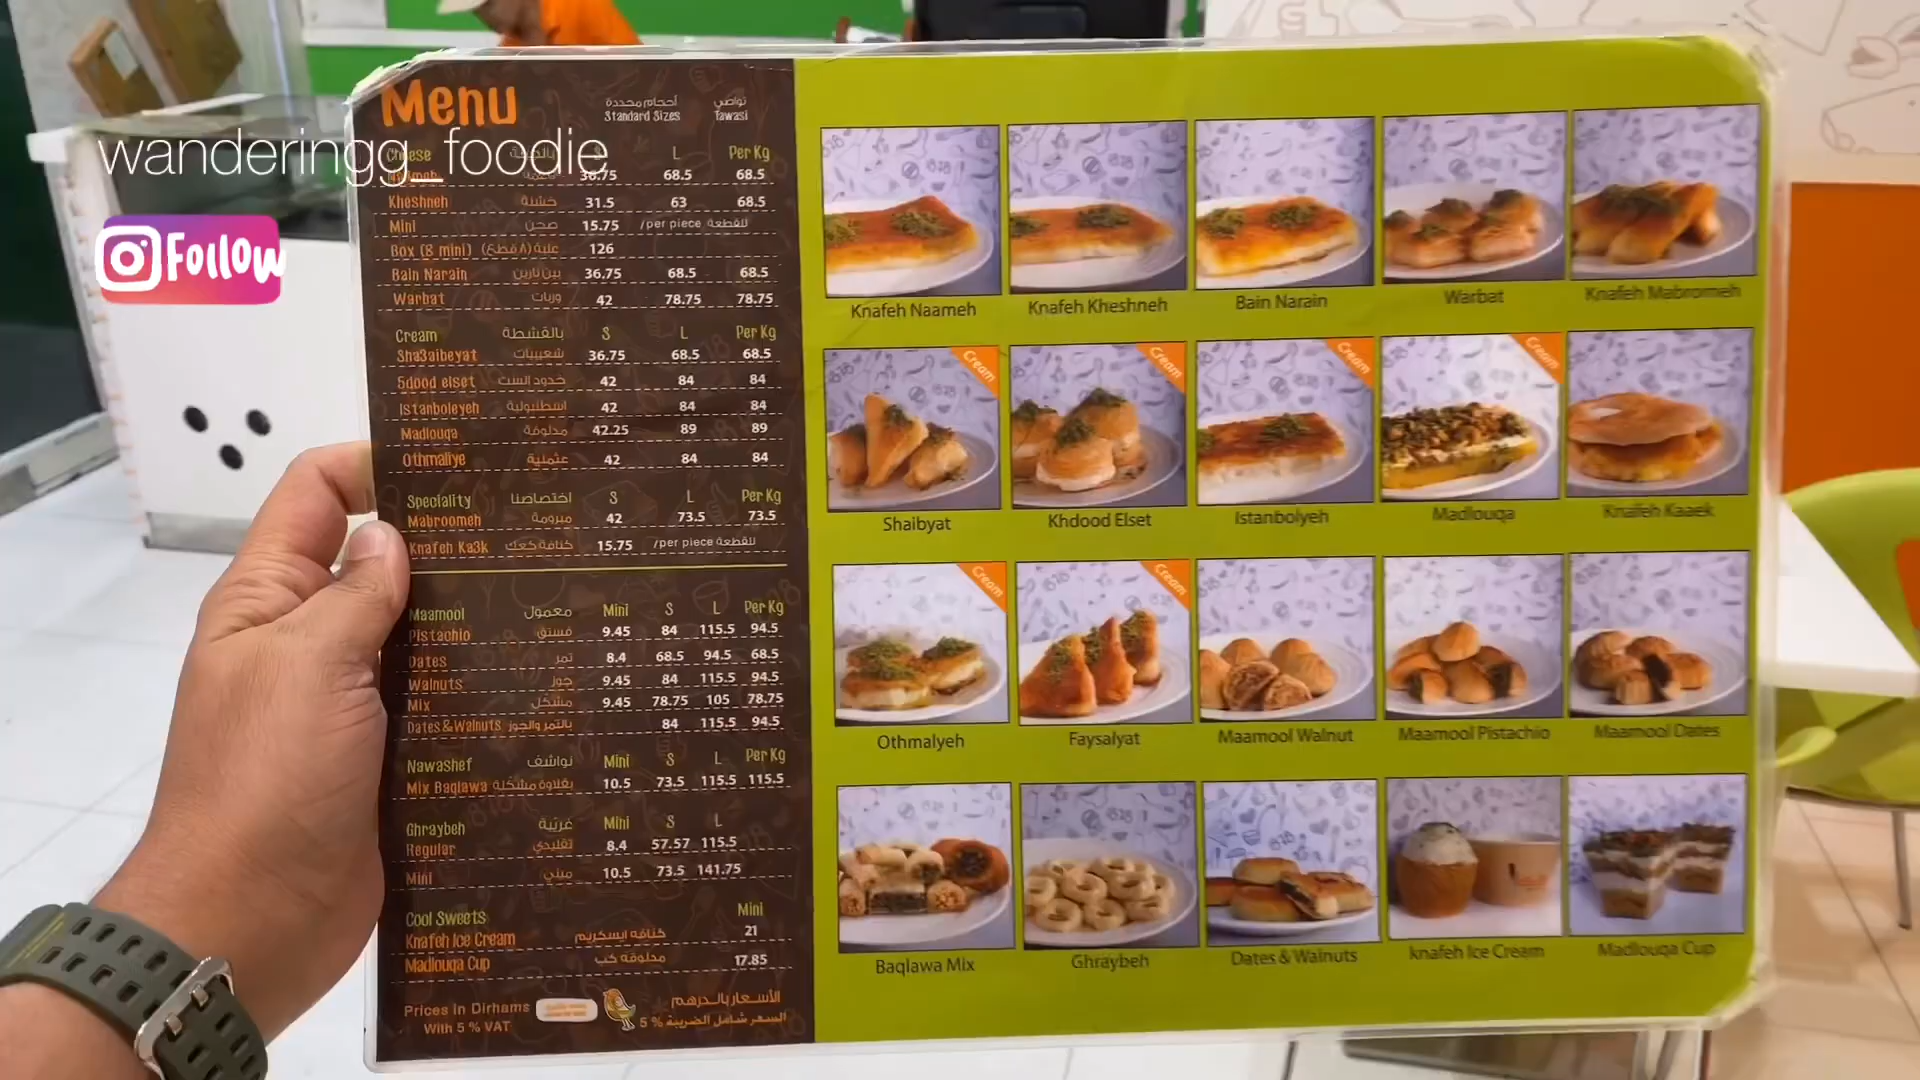 Menu
أحجام محددة تواصي
Standard Sizes Tawasi
wanderingg_foodie
Cheese بالجبنة S L Per Kg
36.75 68.5 68.5
Kheshneh خشنة 31.5 63 68.5
Mini صحن 15.75 /per piece للقطعة
Box (8 mini) علبة (٨ قطع) 126
Bain Narain بين نارين 36.75 68.5 68.5
Warbat وربات 42 78.75 78.75
Follow
Cream بالقشطة S L Per Kg
Sha3aibeyat شعيبيات 36.75 68.5 68.5
5dood elset خدود الست 42 84 84
Istanboleyeh اسطنبولية 42 84 84
Madlouqa مدلوقة 42.25 89 89
Othmaliye عثملية 42 84 84
Speciality اختصاصنا S L Per Kg
Mabroomeh مبرومة 42 73.5 73.5
Knafeh Ka3k كنافة كعك 15.75 /per piece للقطعة
Maamool معمول Mini S L Per Kg
Pistachio فستق 9.45 84 115.5 94.5
Dates تمر 8.4 68.5 94.5 68.5
Walnuts جوز 9.45 84 115.5 94.5
Mix مشكل 9.45 78.75 105 78.75
Dates & Walnuts بالتمر والجوز 84 115.5 94.5
Nawashef نواشف Mini S L Per Kg
Mix Baqlawa بقلاوة مشكلة 10.5 73.5 115.5 115.5
Ghraybeh غريبة Mini S L
Regular تقليدي 8.4 57.57 115.5
Mini ميني 10.5 73.5 141.75
Cool Sweets Mini
Knafeh Ice Cream كنافه ايسكريم 21
Madlouqa Cup مدلوقه كب 17.85
Prices In Dirhams الأسعار بالدرهم
With 5 % VAT السعر شامل الضريبة % 5
Knafeh Naameh
Knafeh Kheshneh
Bain Narain
Warbat
Knafeh Mabromeh
Cream
Cream
Cream
Cream
Shaibyat
Khdood Elset
Istanbolyeh
Madlouqa
Knafeh Kaaek
Cream
Cream
Othmalyeh
Faysalyat
Maamool Walnut
Maamool Pistachio
Maamool Dates
Baqlawa Mix
Ghraybeh
Dates & Walnuts
knafeh Ice Cream
Madlouqa Cup